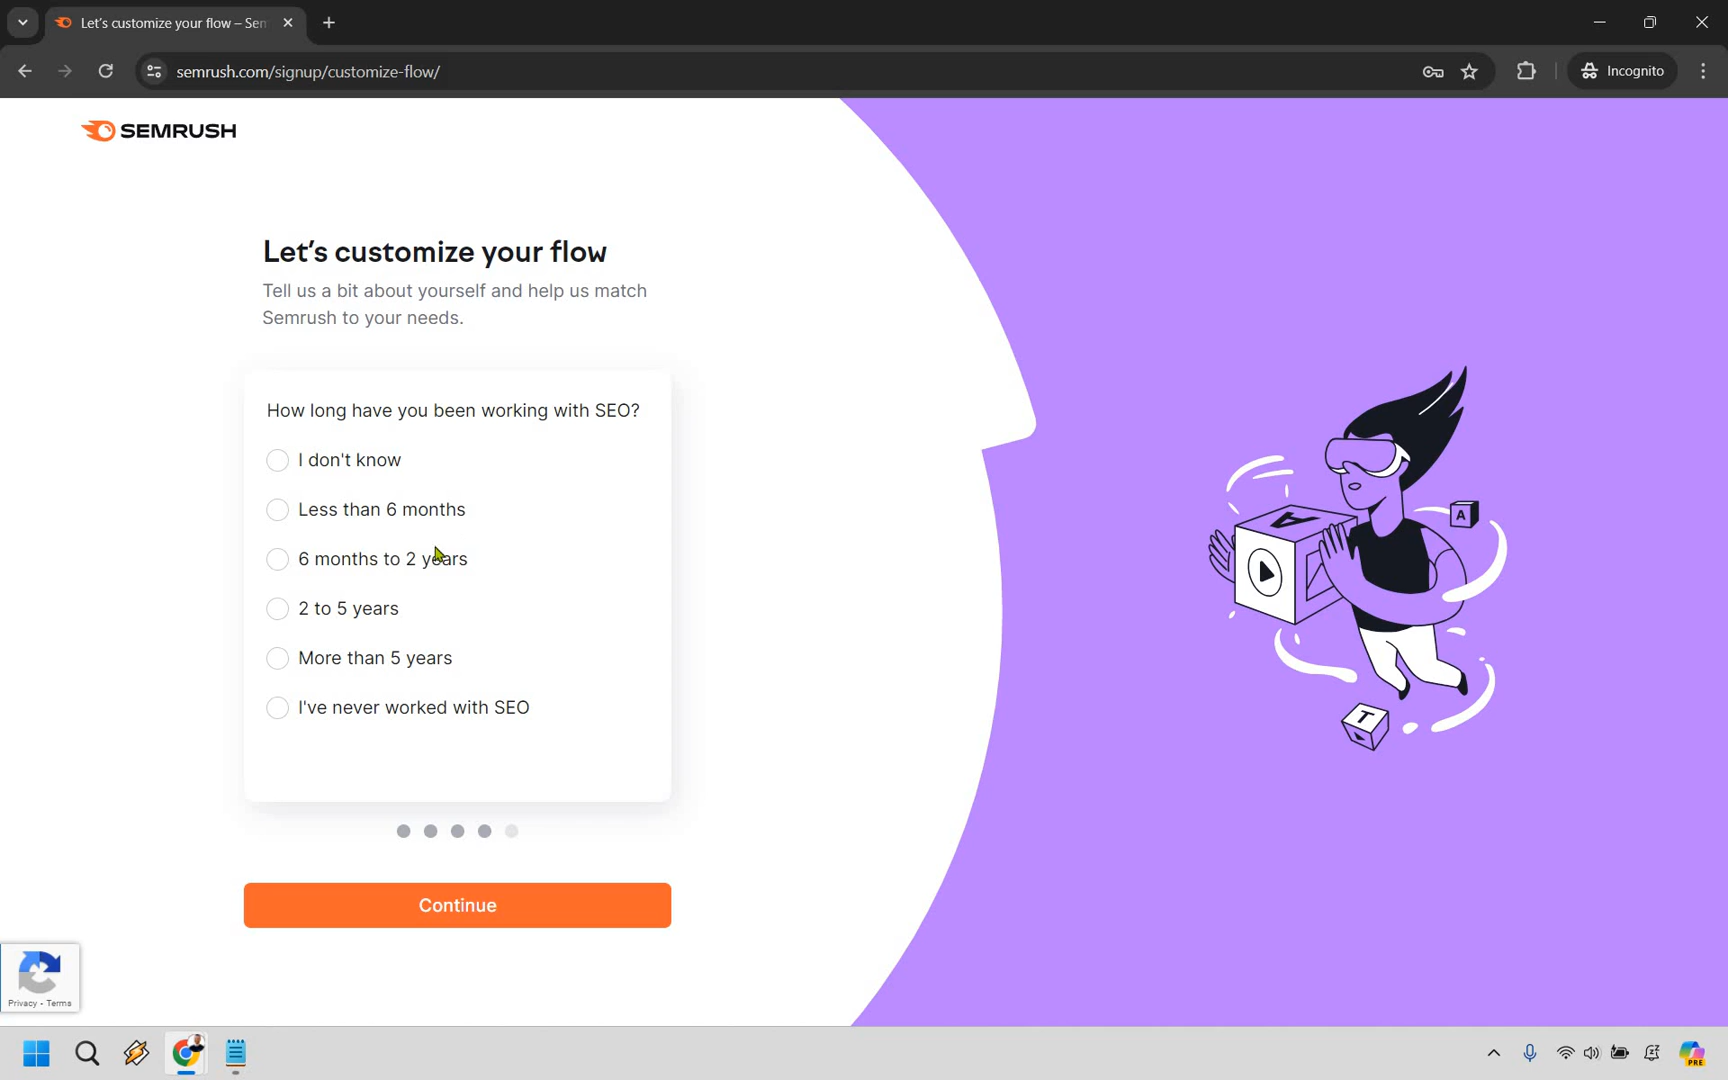 Let's customize your flow – Sem
semrush.com/signup/customize-flow/
Incognito
SEMRUSH
Let's customize your flow
Tell us a bit about yourself and help us match
Semrush to your needs.
How long have you been working with SEO?
I don't know
Less than 6 months
6 months to 2 years
2 to 5 years
More than 5 years
I've never worked with SEO
Continue
A
A
T
Privacy - Terms
PRE